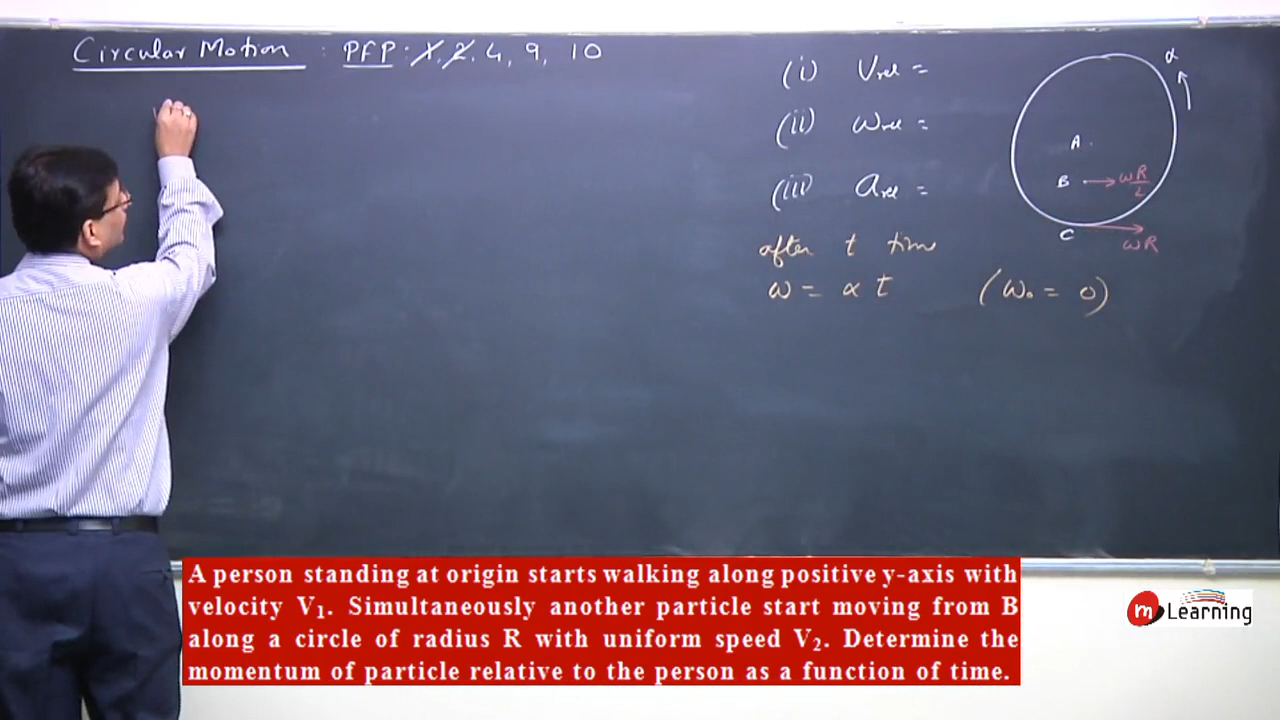 Circular Motion : PFP : 1, 2, 4, 9, 10
(i) Vrel =
(ii) ωrel =
(iii) arel =
after t time
ω = α t (ω₀ = 0)
α
A
B ωR/2
C ωR
A person standing at origin starts walking along positive y-axis with
velocity V₁. Simultaneously another particle start moving from B
along a circle of radius R with uniform speed V₂. Determine the
momentum of particle relative to the person as a function of time.
m Learning